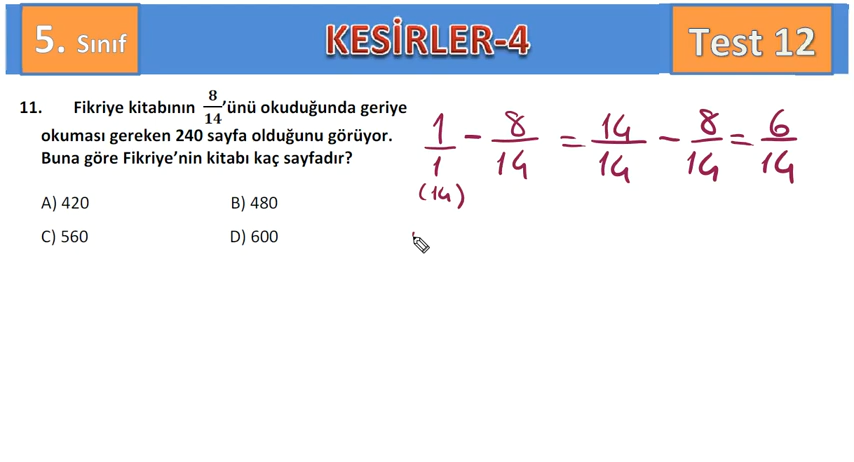 5. Sınıf
KESİRLER-4
Test 12
11. Fikriye kitabının 8/14'ünü okuduğunda geriye
okuması gereken 240 sayfa olduğunu görüyor.
Buna göre Fikriye'nin kitabı kaç sayfadır?
A) 420 B) 480
C) 560 D) 600
1/1 - 8/14 = 14/14 - 8/14 = 6/14
(14)